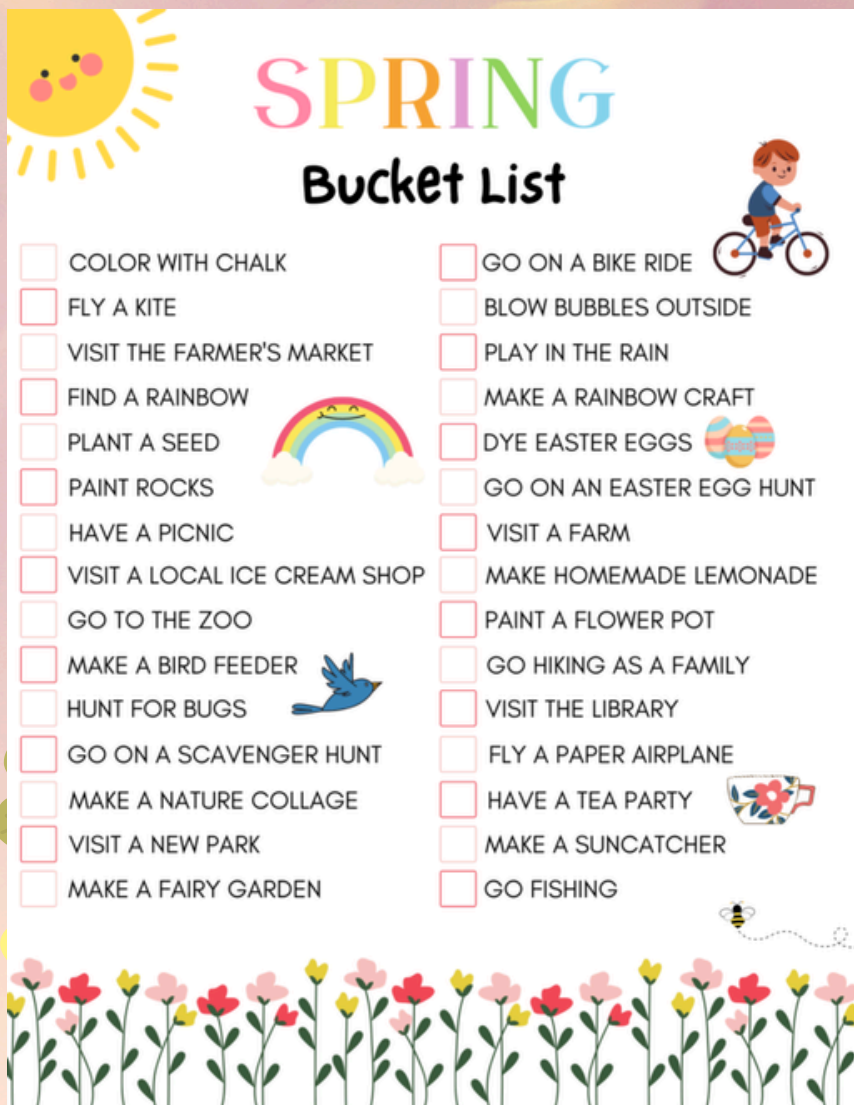 SPRING
Bucket List
COLOR WITH CHALK
FLY A KITE
VISIT THE FARMER'S MARKET
FIND A RAINBOW
PLANT A SEED
PAINT ROCKS
HAVE A PICNIC
VISIT A LOCAL ICE CREAM SHOP
GO TO THE ZOO
MAKE A BIRD FEEDER
HUNT FOR BUGS
GO ON A SCAVENGER HUNT
MAKE A NATURE COLLAGE
VISIT A NEW PARK
MAKE A FAIRY GARDEN
GO ON A BIKE RIDE
BLOW BUBBLES OUTSIDE
PLAY IN THE RAIN
MAKE A RAINBOW CRAFT
DYE EASTER EGGS
GO ON AN EASTER EGG HUNT
VISIT A FARM
MAKE HOMEMADE LEMONADE
PAINT A FLOWER POT
GO HIKING AS A FAMILY
VISIT THE LIBRARY
FLY A PAPER AIRPLANE
HAVE A TEA PARTY
MAKE A SUNCATCHER
GO FISHING